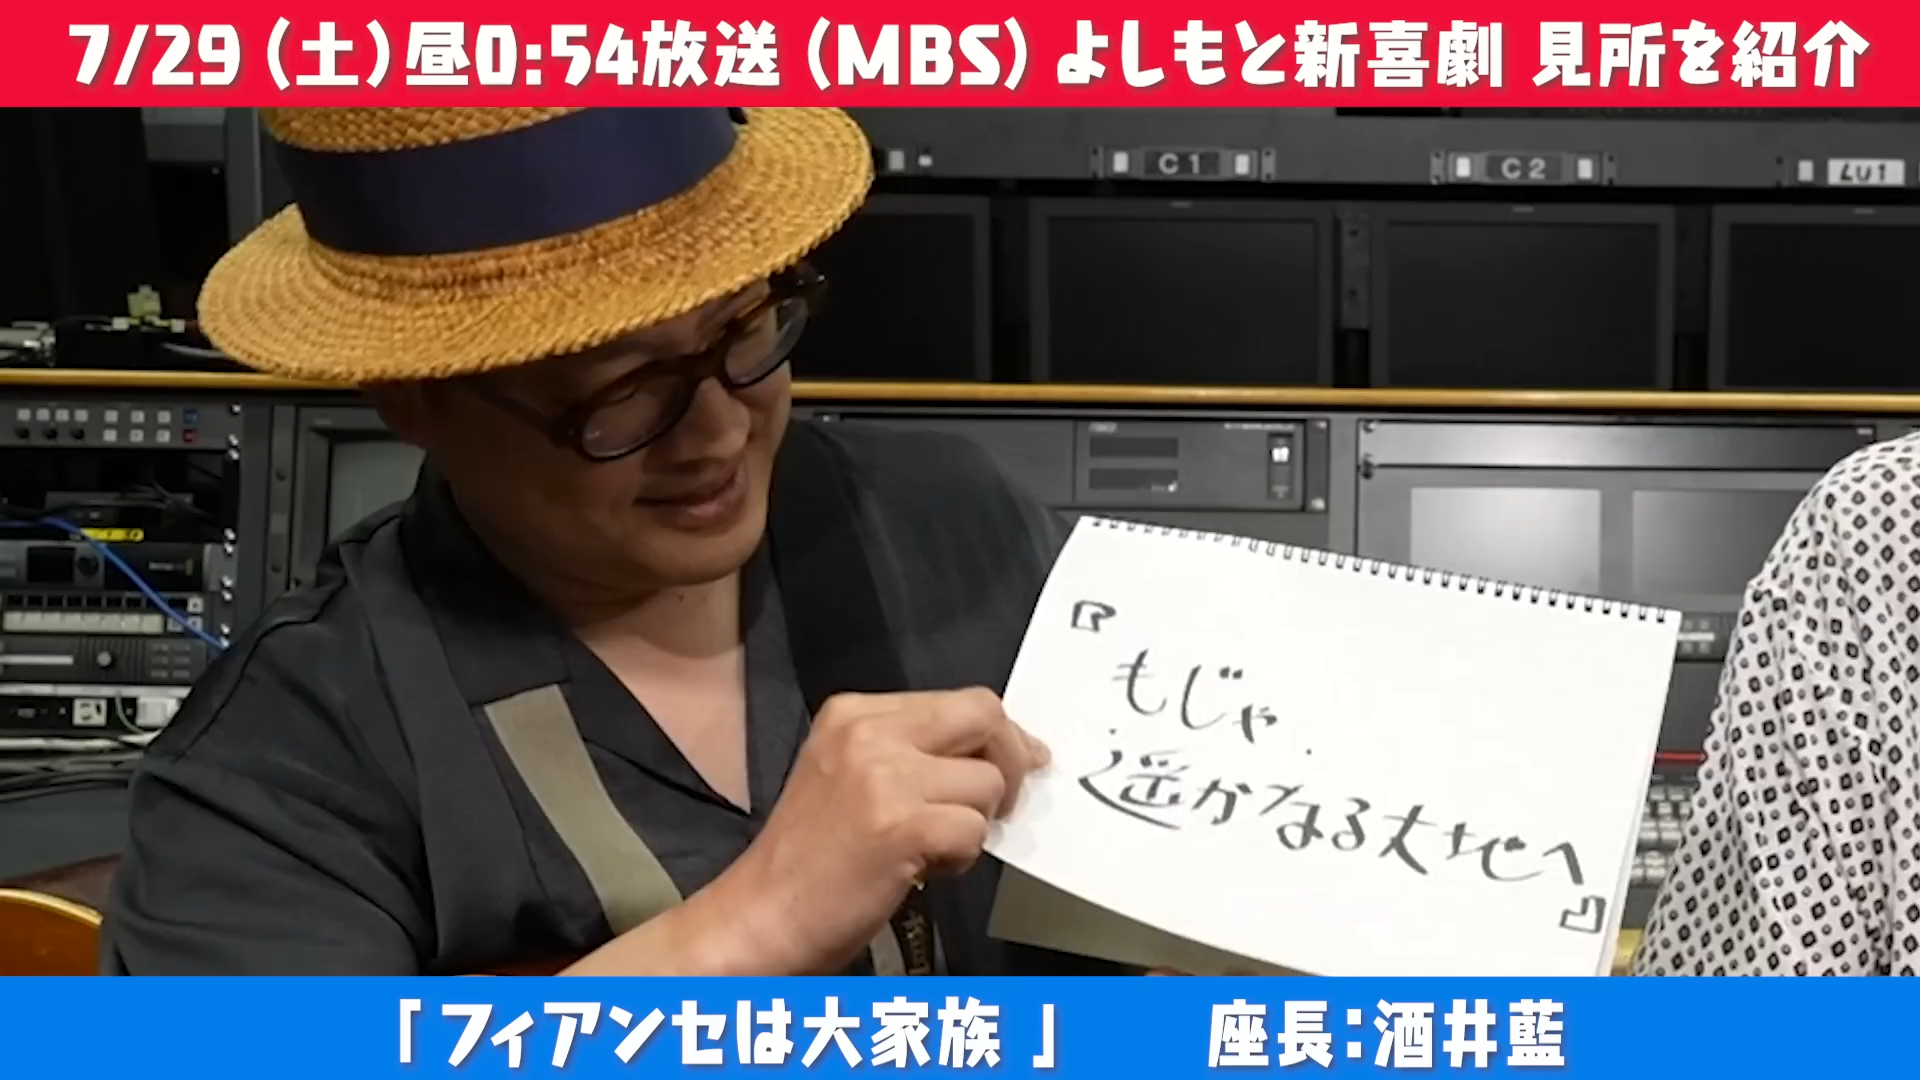 7/29（土）昼0:54放送（MBS）よしもと新喜劇 見所を紹介
C1
C2
『もじゃ
遥かなる大地へ』
「フィアンセは大家族」 座長：酒井藍